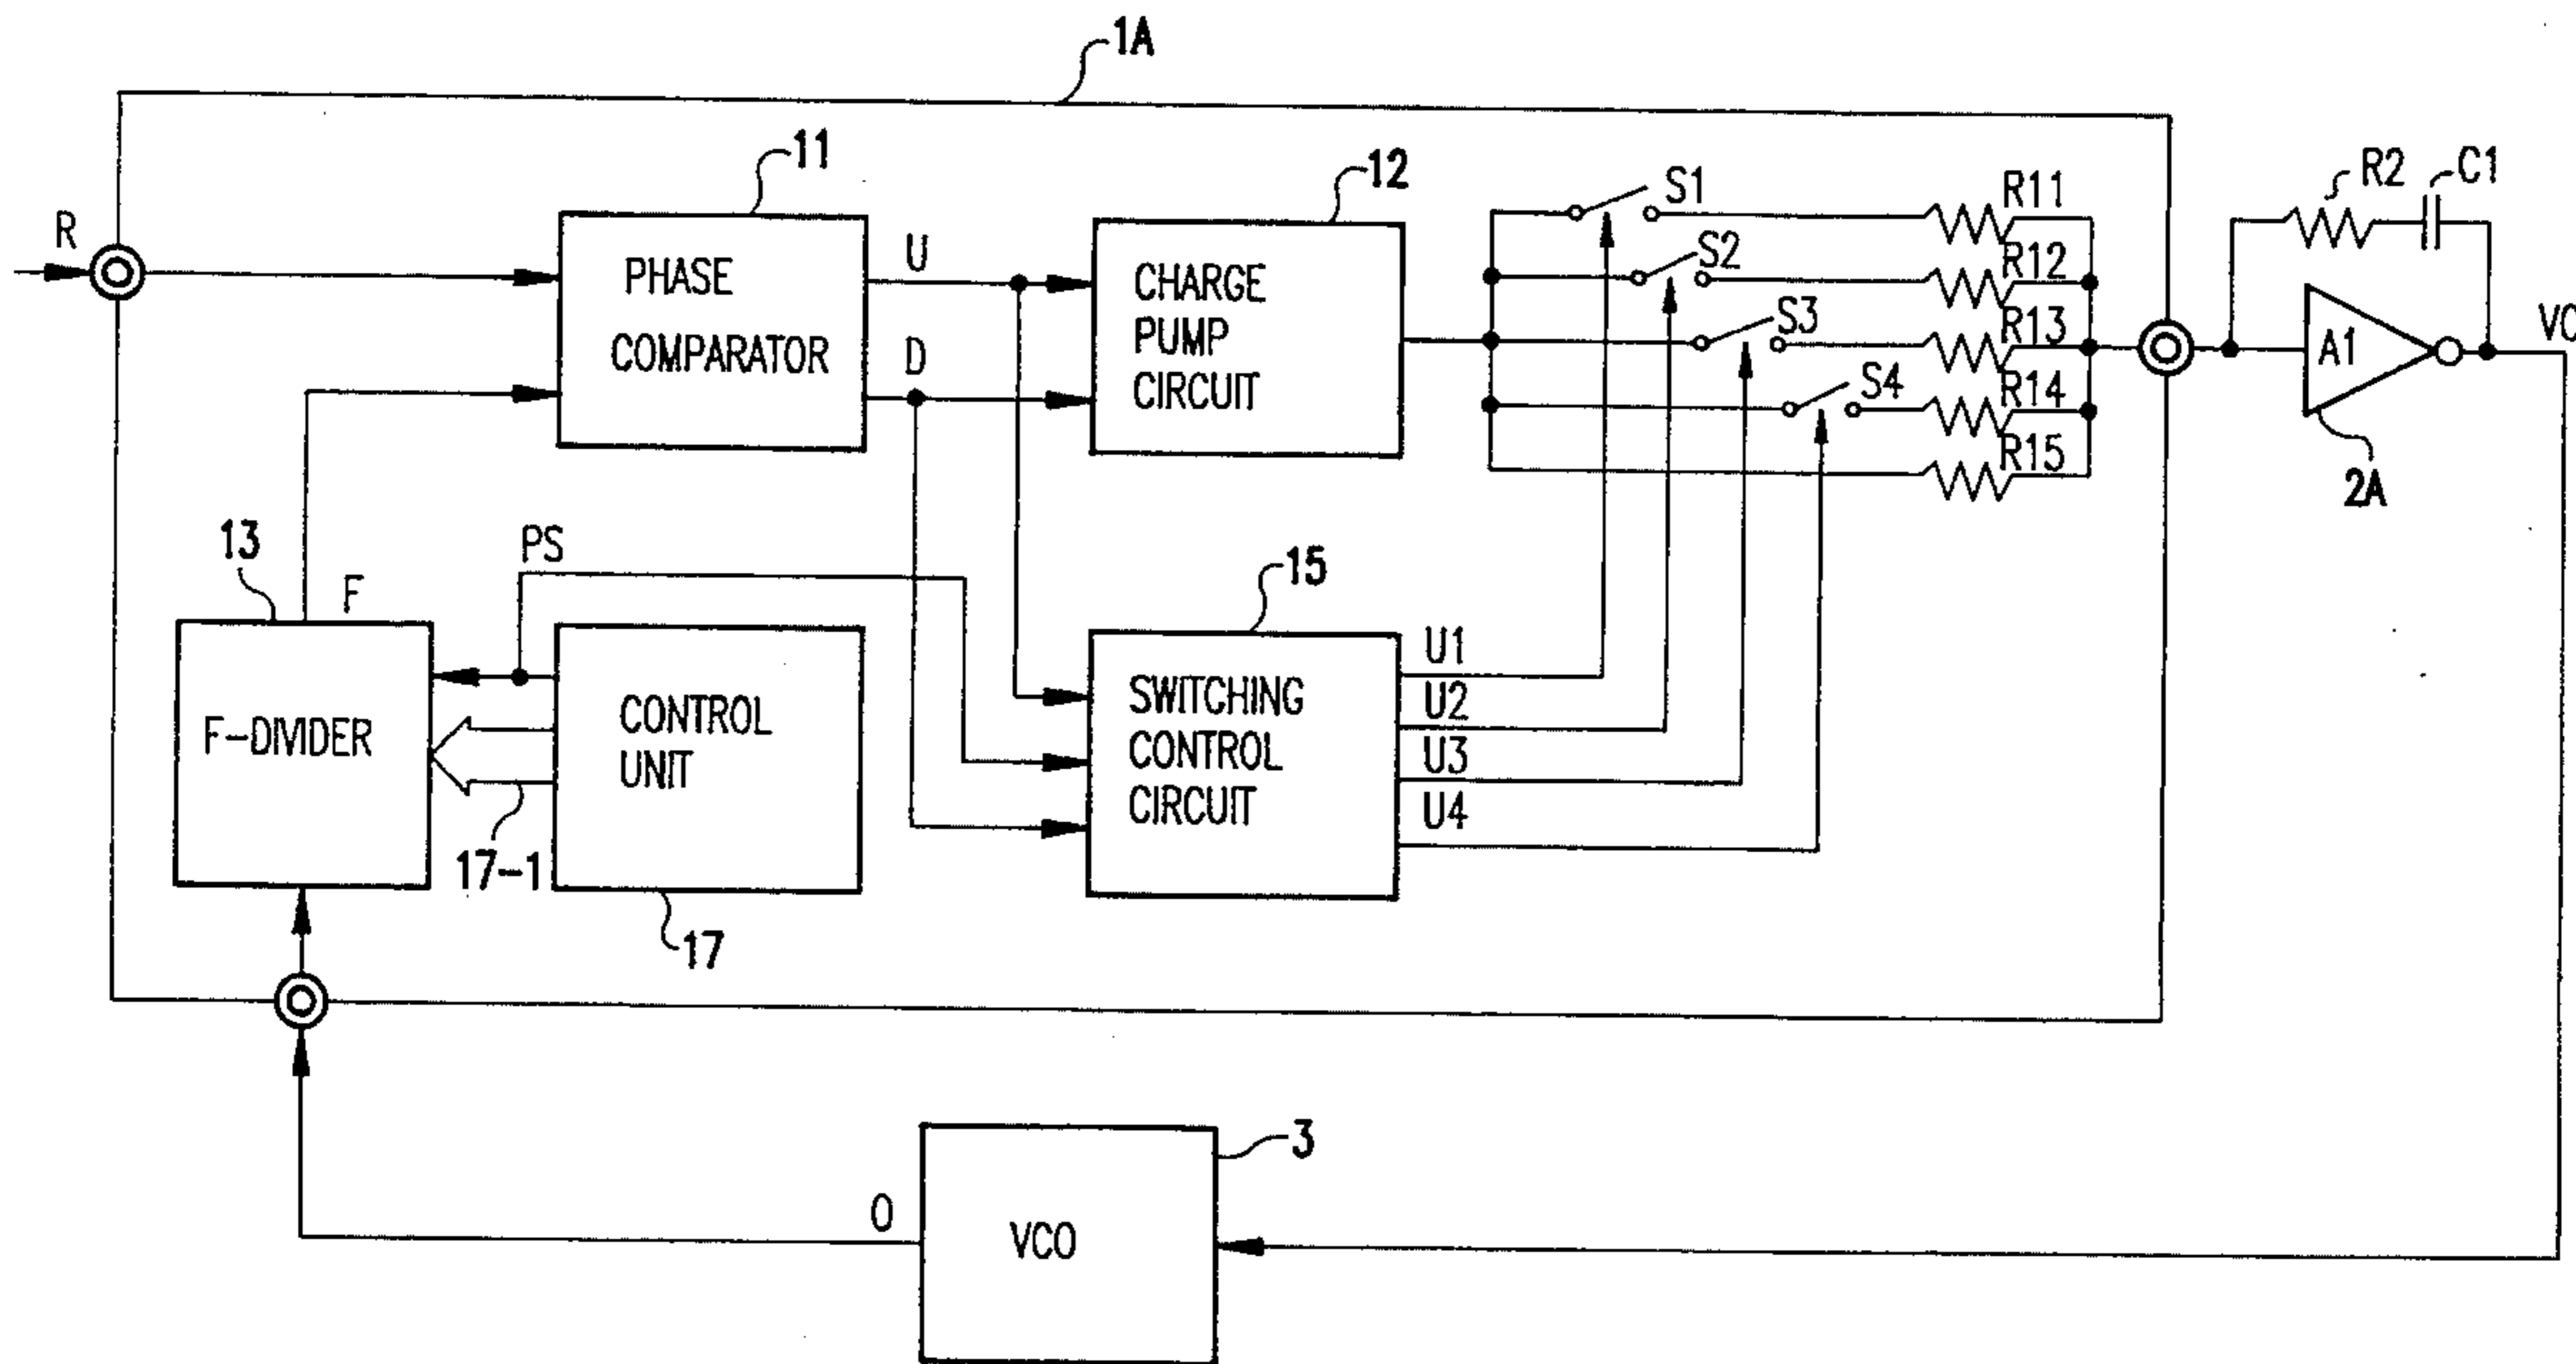 1A
R
11
PHASE
COMPARATOR
U
D
12
CHARGE
PUMP
CIRCUIT
S1
S2
S3
S4
R11
R12
R13
R14
R15
R2
C1
A1
2A
VC
13
F
F-DIVIDER
PS
CONTROL
UNIT
17-1
17
15
SWITCHING
CONTROL
CIRCUIT
U1
U2
U3
U4
3
VCO
O